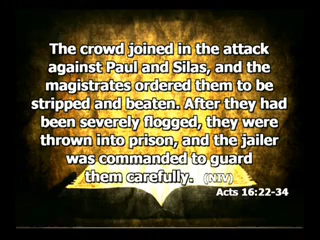 The crowd joined in the attack
against Paul and Silas, and the
magistrates ordered them to be
stripped and beaten. After they had
been severely flogged, they were
thrown into prison, and the jailer
was commanded to guard
them carefully. (NIV)
Acts 16:22-34